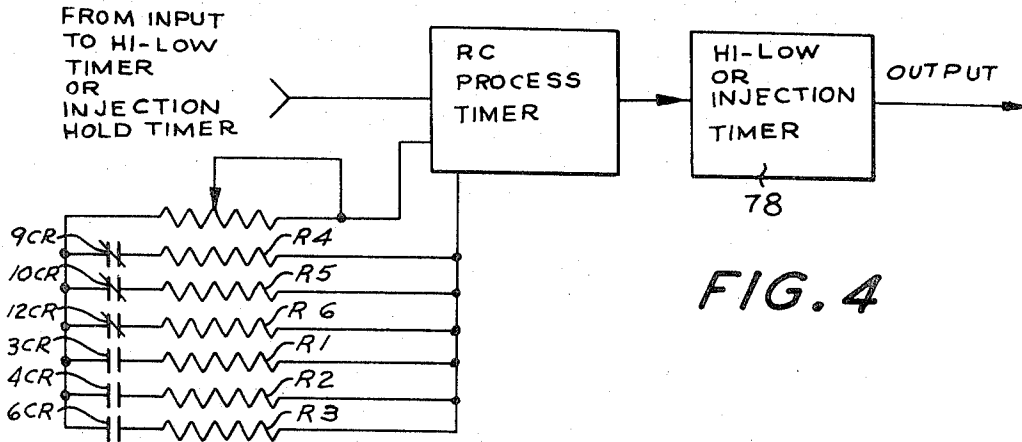 FROM INPUT
TO HI-LOW
TIMER
OR
INJECTION
HOLD TIMER
RC
PROCESS
TIMER
HI-LOW
OR
INJECTION
TIMER
OUTPUT
78
9CR
R4
10CR
R5
12CR
R6
3CR
R1
4CR
R2
6CR
R3
FIG. 4